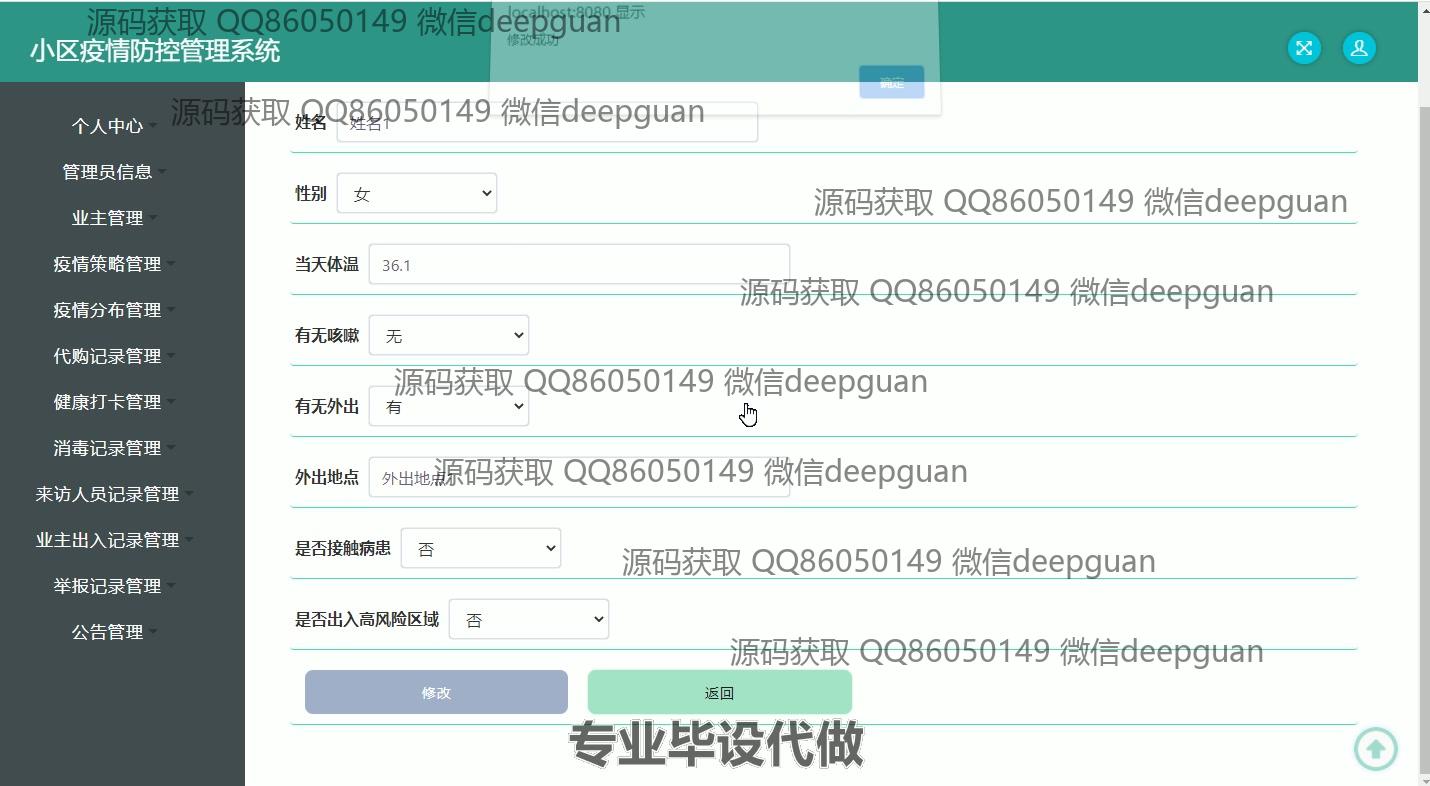 源码获取 QQ86050149 微信deepguan
localhost:8080 显示
修改成功
确定
小区疫情防控管理系统
源码获取 QQ86050149 微信deepguan
个人中心
管理员信息
业主管理
疫情策略管理
疫情分布管理
代购记录管理
健康打卡管理
消毒记录管理
来访人员记录管理
业主出入记录管理
举报记录管理
公告管理
姓名 姓名1
性别 女
源码获取 QQ86050149 微信deepguan
当天体温 36.1
源码获取 QQ86050149 微信deepguan
有无咳嗽 无
源码获取 QQ86050149 微信deepguan
有无外出 有
外出地点 外出地点
源码获取 QQ86050149 微信deepguan
是否接触病患 否
源码获取 QQ86050149 微信deepguan
是否出入高风险区域 否
源码获取 QQ86050149 微信deepguan
修改 返回
专业毕设代做